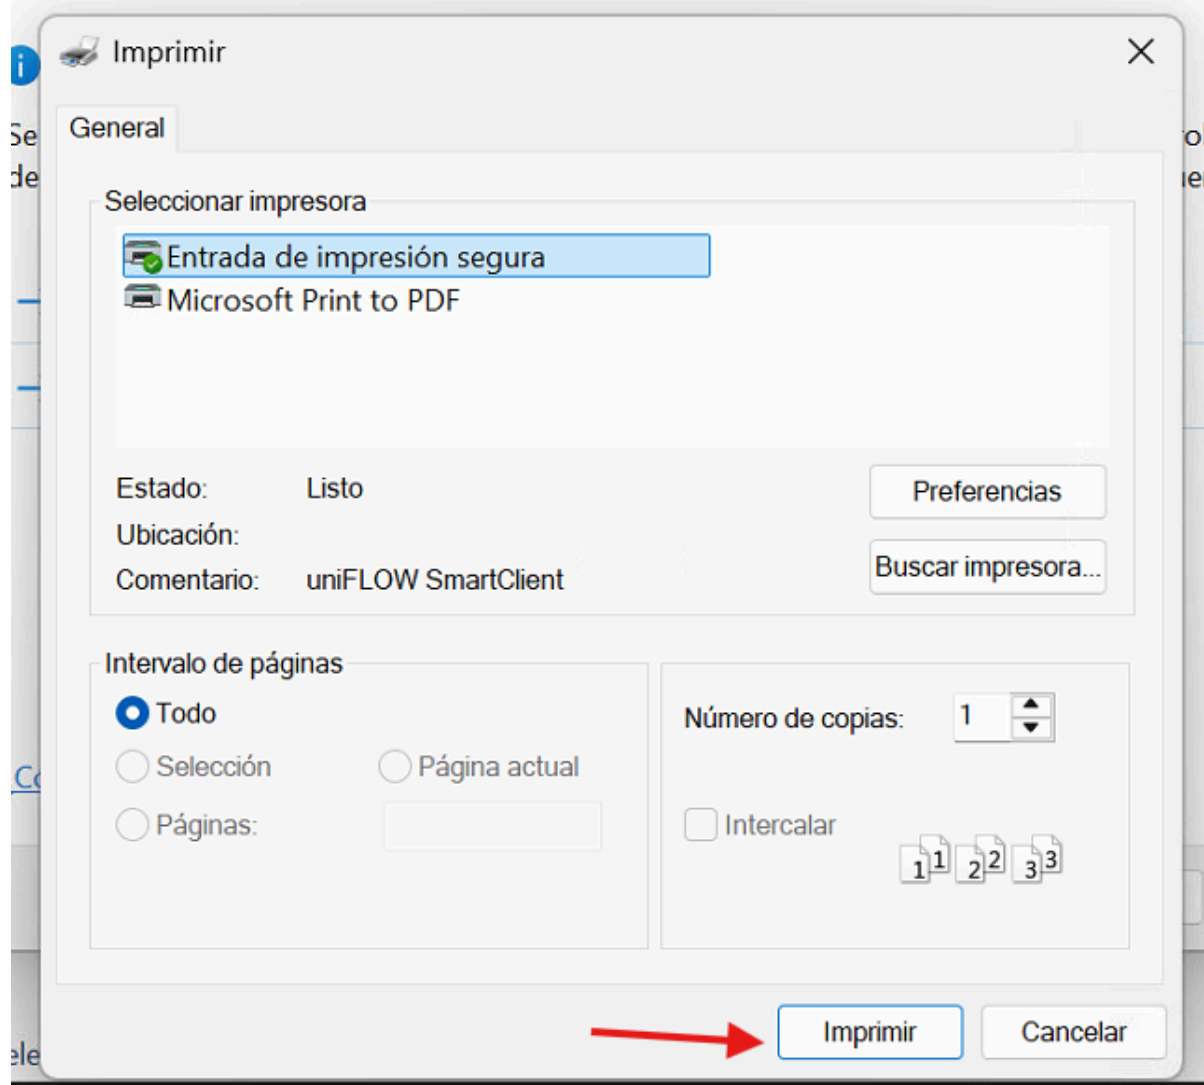 Imprimir
General
Seleccionar impresora
Entrada de impresión segura
Microsoft Print to PDF
Estado: Listo
Preferencias
Ubicación:
Comentario: uniFLOW SmartClient
Buscar impresora...
Intervalo de páginas
Todo
Número de copias: 1
Selección Página actual
Páginas:
Intercalar
1 1 2 2 3 3
Imprimir Cancelar